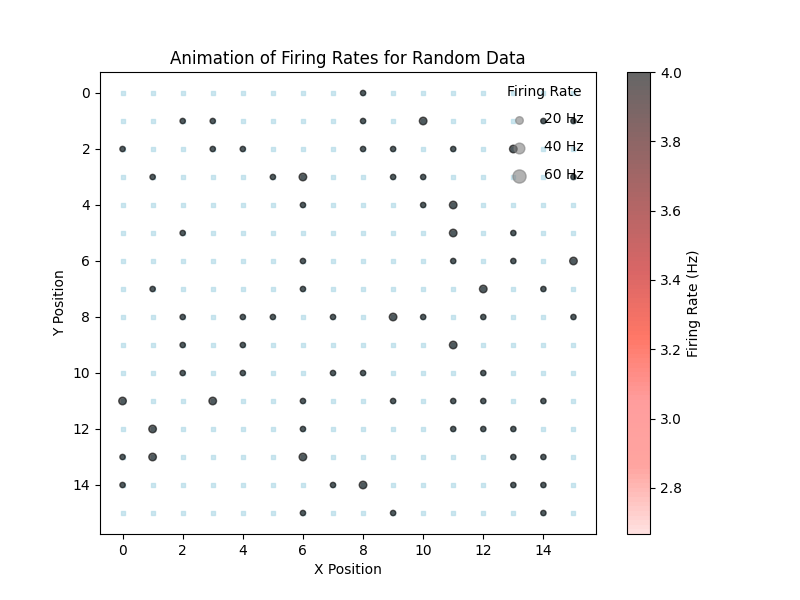 Animation of Firing Rates for Random Data
Firing Rate
20 Hz
40 Hz
60 Hz
0
2
4
6
8
10
12
14
Y Position
0 2 4 6 8 10 12 14
X Position
4.0
3.8
3.6
3.4
3.2
3.0
2.8
Firing Rate (Hz)